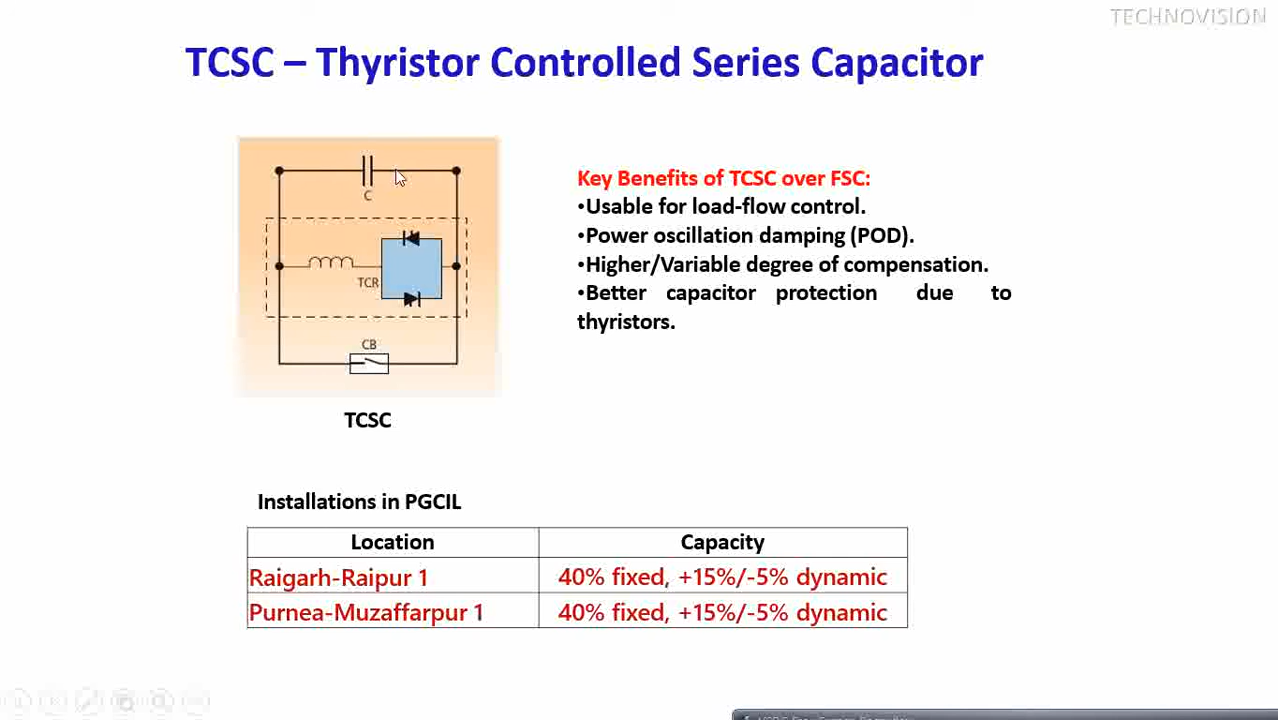 TECHNOVISION
TCSC – Thyristor Controlled Series Capacitor
C
TCR
CB
TCSC
Key Benefits of TCSC over FSC:
•Usable for load-flow control.
•Power oscillation damping (POD).
•Higher/Variable degree of compensation.
•Better capacitor protection due to
thyristors.
Installations in PGCIL
Location Capacity
Raigarh-Raipur 1 40% fixed, +15%/-5% dynamic
Purnea-Muzaffarpur 1 40% fixed, +15%/-5% dynamic